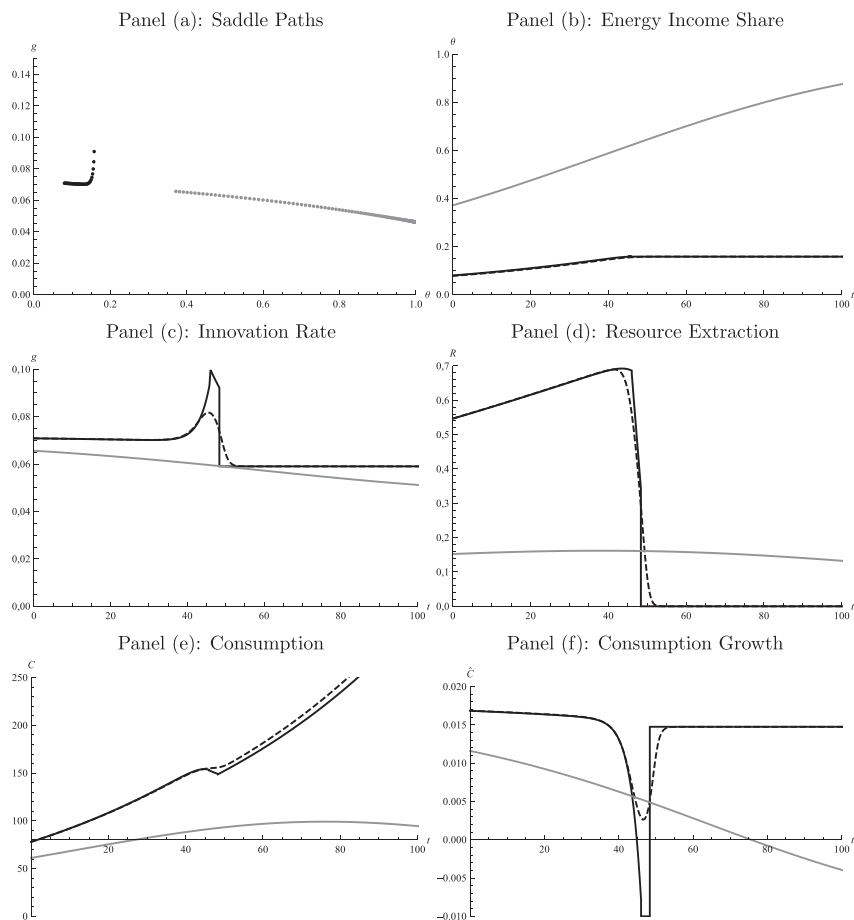 Panel (a): Saddle Paths
g
0.14
0.12
0.10
0.08
0.06
0.04
0.02
0.00
0.0 0.2 0.4 0.6 0.8 1.0 θ
Panel (b): Energy Income Share
θ
1.0
0.8
0.6
0.4
0.2
0.0
0 20 40 60 80 100 t
Panel (c): Innovation Rate
g
0,10
0,08
0,06
0,04
0,02
0,00
0 20 40 60 80 100 t
Panel (d): Resource Extraction
R
0,7
0,6
0,5
0,4
0,3
0,2
0,1
0,0
0 20 40 60 80 100 t
Panel (e): Consumption
C
250
200
150
100
50
0
20 40 60 80 100 t
Panel (f): Consumption Growth
Ĉ
0.020
0.015
0.010
0.005
0.000
−0.005
−0.010
20 40 60 80 100 t